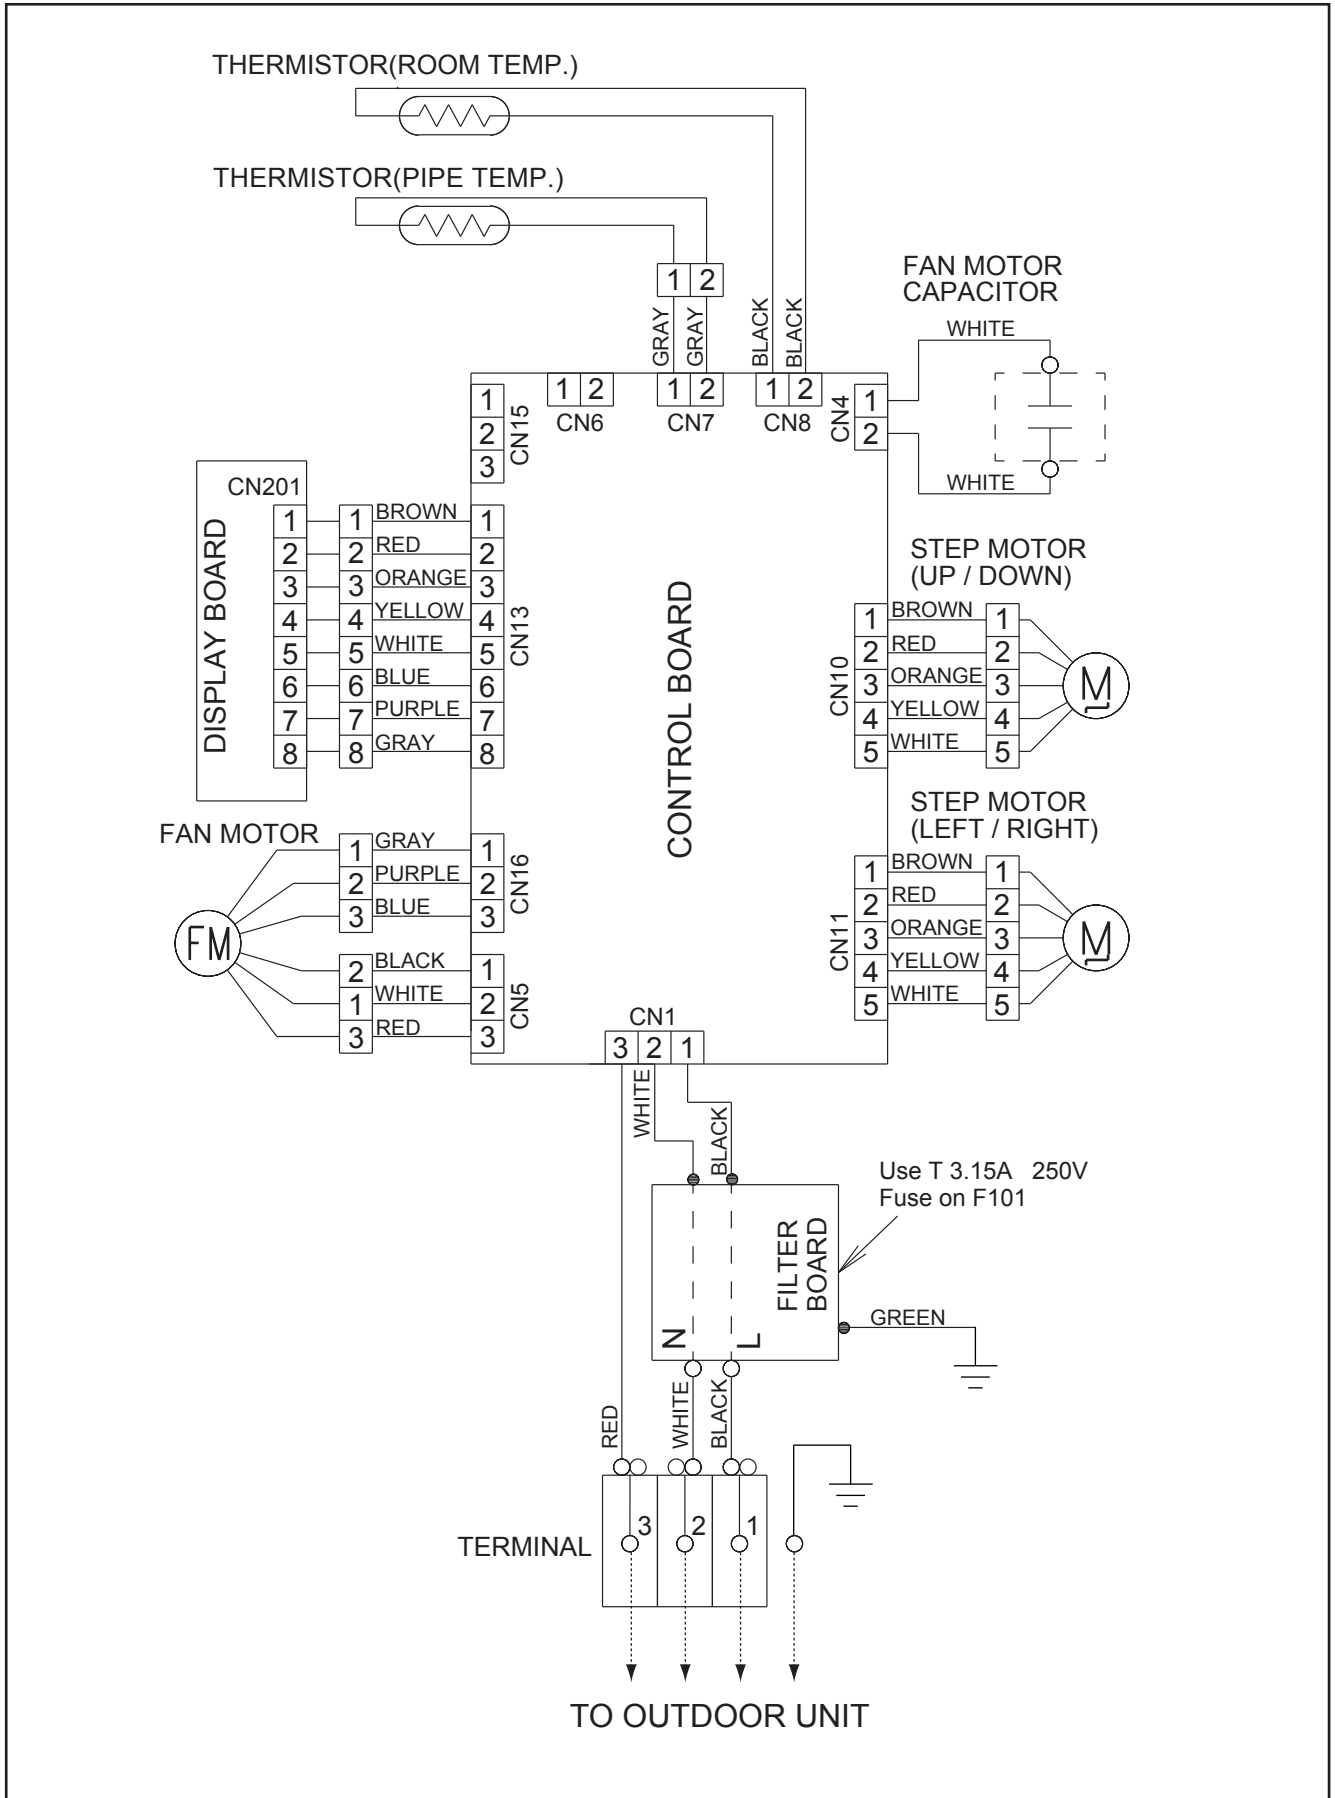 THERMISTOR(ROOM TEMP.)
THERMISTOR(PIPE TEMP.)
1 2
GRAY
GRAY
BLACK
BLACK
FAN MOTOR
CAPACITOR
WHITE
WHITE
1 2
CN6
1 2
CN7
1 2
CN8
CN4
1
2
1
2
3
CN15
CN201
DISPLAY BOARD
1 1 BROWN 1
2 2 RED 2
3 3 ORANGE 3
4 4 YELLOW 4
5 5 WHITE 5
6 6 BLUE 6
7 7 PURPLE 7
8 8 GRAY 8
CN13
CONTROL BOARD
STEP MOTOR
(UP / DOWN)
CN10
1 BROWN 1
2 RED 2
3 ORANGE 3
4 YELLOW 4
5 WHITE 5
M
STEP MOTOR
(LEFT / RIGHT)
CN11
1 BROWN 1
2 RED 2
3 ORANGE 3
4 YELLOW 4
5 WHITE 5
M
FAN MOTOR
FM
1 GRAY 1
2 PURPLE 2
3 BLUE 3
CN16
2 BLACK 1
1 WHITE 2
3 RED 3
CN5
CN1
3 2 1
WHITE
BLACK
Use T 3.15A 250V
Fuse on F101
FILTER
BOARD
N
L
GREEN
RED
WHITE
BLACK
TERMINAL
3 2 1
TO OUTDOOR UNIT